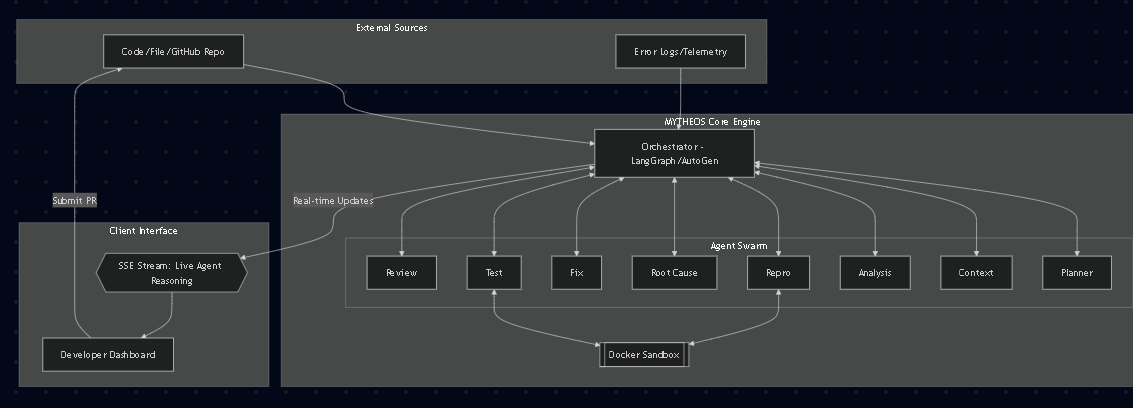 External Sources
Code/File/GitHub Repo
Error Logs/Telemetry
MYTHEOS Core Engine
Orchestrator -
LangGraph/AutoGen
Submit PR
Real-time Updates
Client Interface
SSE Stream: Live Agent
Reasoning
Developer Dashboard
Agent Swarm
Review
Test
Fix
Root Cause
Repro
Analysis
Context
Planner
Docker Sandbox